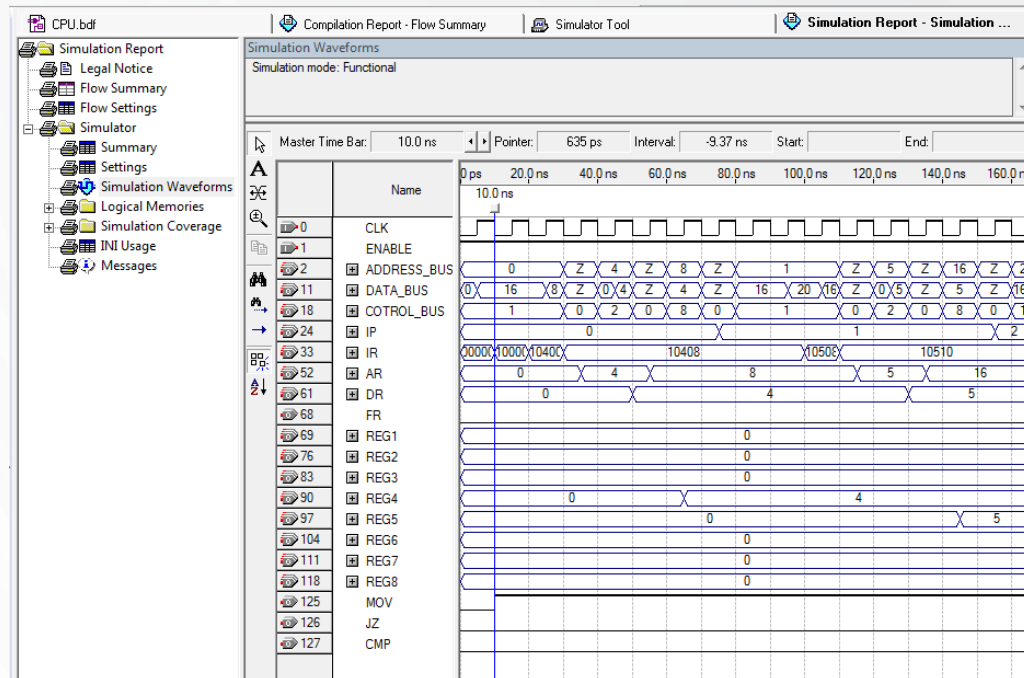 CPU.bdf Compilation Report - Flow Summary Simulator Tool Simulation Report - Simulation ...
Simulation Report
Legal Notice
Flow Summary
Flow Settings
Simulator
Summary
Settings
Simulation Waveforms
Logical Memories
Simulation Coverage
INI Usage
Messages
Simulation Waveforms
Simulation mode: Functional
Master Time Bar: 10.0 ns Pointer: 635 ps Interval: -9.37 ns Start: End:
Name 0 ps 20.0 ns 40.0 ns 60.0 ns 80.0 ns 100.0 ns 120.0 ns 140.0 ns 160.0 n
10.0 ns
0 CLK
1 ENABLE
2 ADDRESS_BUS 0 Z 4 Z 8 Z 1 Z 5 Z 16 Z 2
11 DATA_BUS 0 16 8 Z 0 4 Z 4 Z 16 20 16 Z 0 5 Z 5 Z 16
18 COTROL_BUS 1 0 2 0 8 0 1 0 2 0 8 0 1
24 IP 0 1 2
33 IR 0000 1000 1040 10408 1050 10510
52 AR 0 4 8 5 16
61 DR 0 4 5
68 FR
69 REG1 0
76 REG2 0
83 REG3 0
90 REG4 0 4
97 REG5 0 5
104 REG6 0
111 REG7 0
118 REG8 0
125 MOV
126 JZ
127 CMP